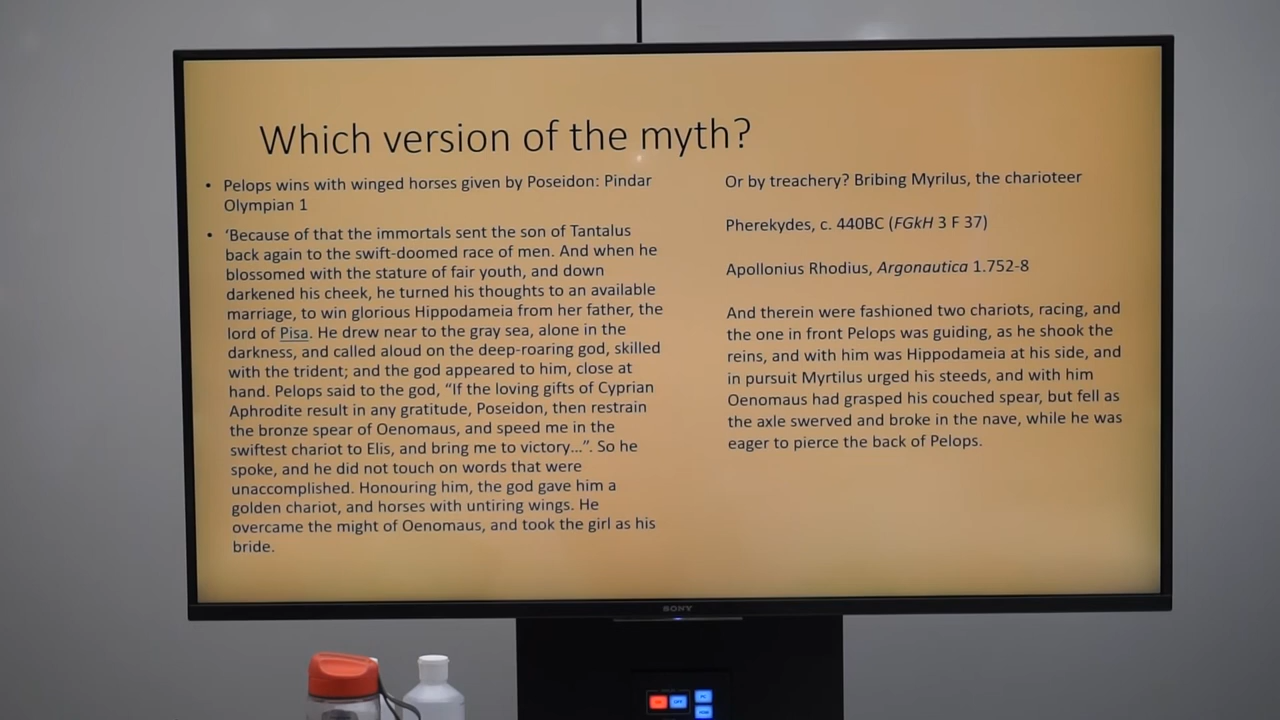 Which version of the myth?
• Pelops wins with winged horses given by Poseidon: Pindar
Olympian 1
• ‘Because of that the immortals sent the son of Tantalus
back again to the swift-doomed race of men. And when he
blossomed with the stature of fair youth, and down
darkened his cheek, he turned his thoughts to an available
marriage, to win glorious Hippodameia from her father, the
lord of Pisa. He drew near to the gray sea, alone in the
darkness, and called aloud on the deep-roaring god, skilled
with the trident; and the god appeared to him, close at
hand. Pelops said to the god, “If the loving gifts of Cyprian
Aphrodite result in any gratitude, Poseidon, then restrain
the bronze spear of Oenomaus, and speed me in the
swiftest chariot to Elis, and bring me to victory…”. So he
spoke, and he did not touch on words that were
unaccomplished. Honouring him, the god gave him a
golden chariot, and horses with untiring wings. He
overcame the might of Oenomaus, and took the girl as his
bride.
Or by treachery? Bribing Myrilus, the charioteer
Pherekydes, c. 440BC (FGkH 3 F 37)
Apollonius Rhodius, Argonautica 1.752-8
And therein were fashioned two chariots, racing, and
the one in front Pelops was guiding, as he shook the
reins, and with him was Hippodameia at his side, and
in pursuit Myrtilus urged his steeds, and with him
Oenomaus had grasped his couched spear, but fell as
the axle swerved and broke in the nave, while he was
eager to pierce the back of Pelops.
SONY
OFF
PC